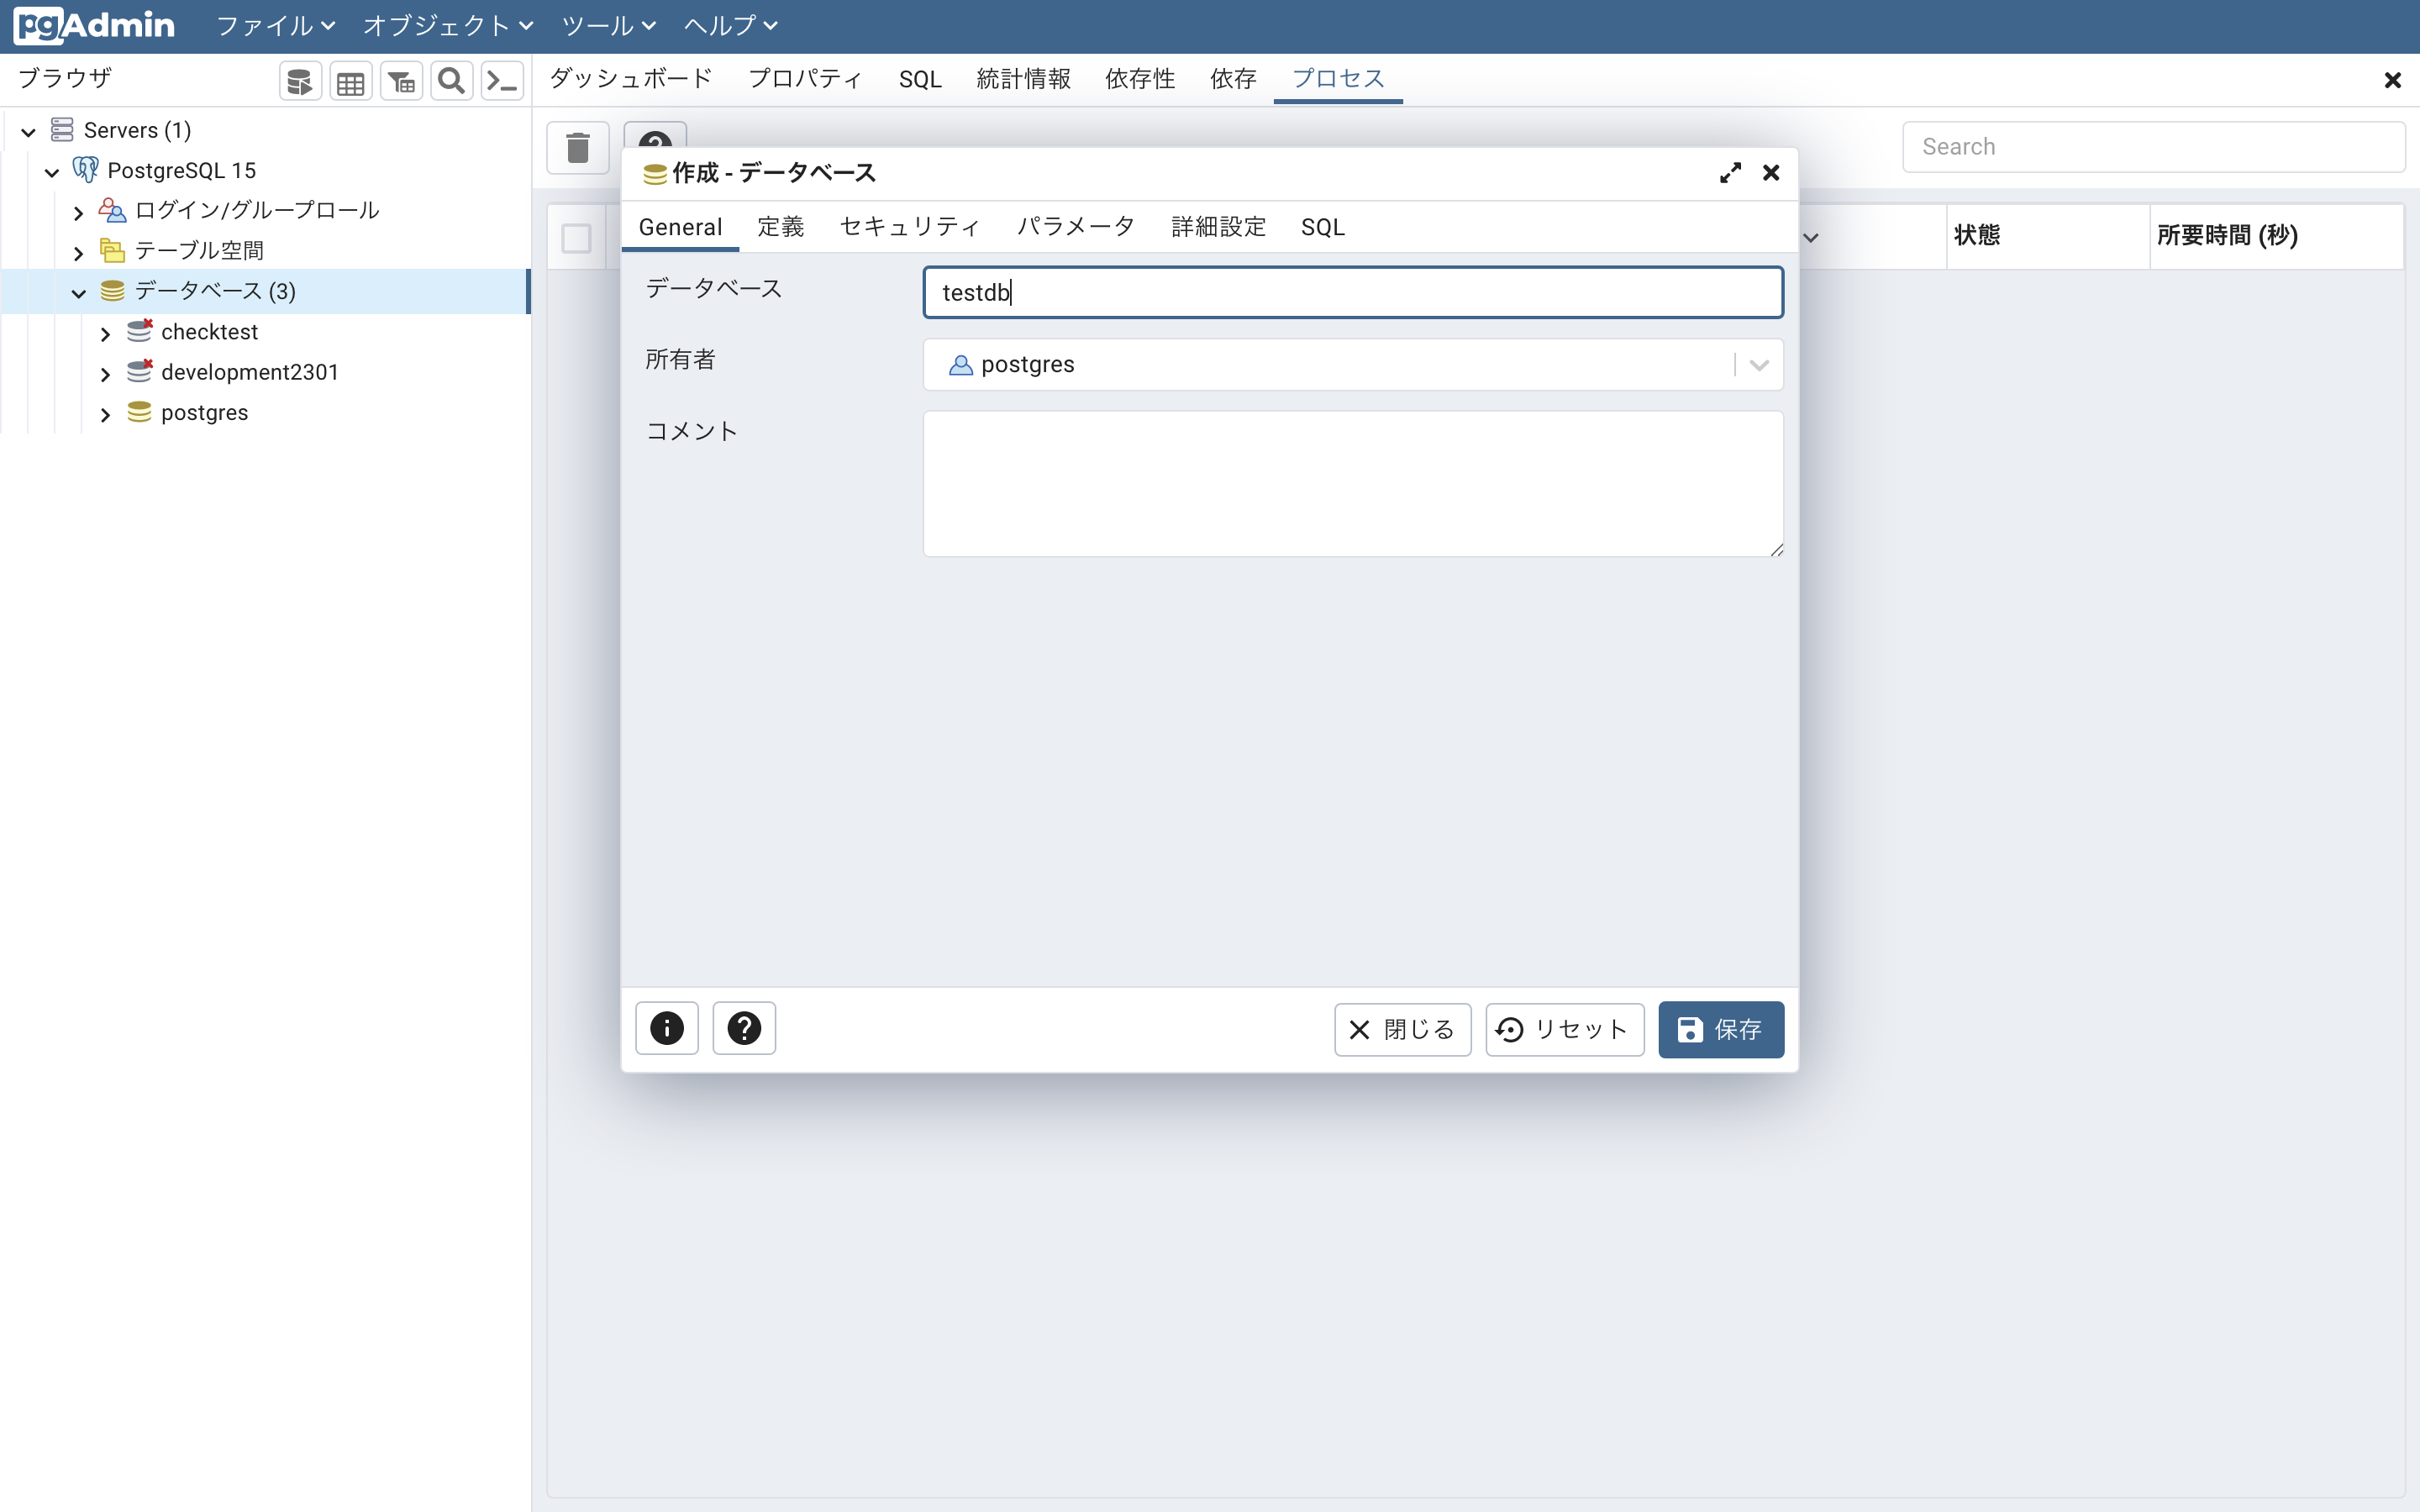 pgAdmin ファイル オブジェクト ツール ヘルプ
ブラウザ
ダッシュボード プロパティ SQL 統計情報 依存性 依存 プロセス
Servers (1)
PostgreSQL 15
ログイン/グループロール
テーブル空間
データベース (3)
checktest
development2301
postgres
Search
状態 所要時間 (秒)
作成 - データベース
General 定義 セキュリティ パラメータ 詳細設定 SQL
データベース testdb
所有者 postgres
コメント
閉じる リセット 保存